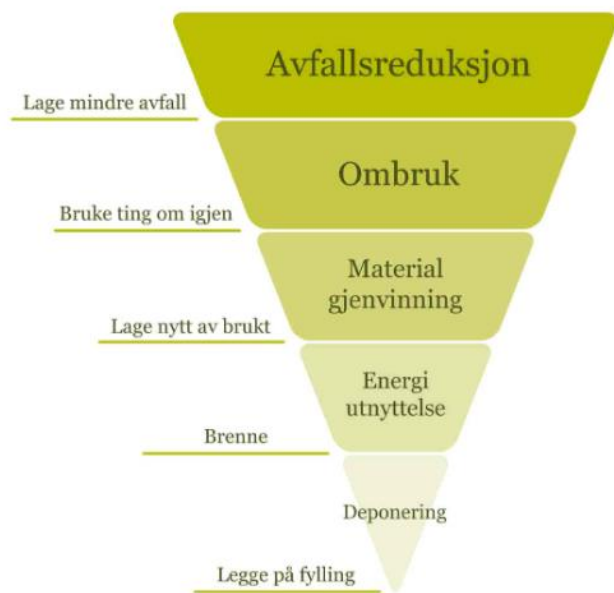 Avfallsreduksjon
Lage mindre avfall
Ombruk
Bruke ting om igjen
Material
gjenvinning
Lage nytt av brukt
Energi
utnyttelse
Brenne
Deponering
Legge på fylling